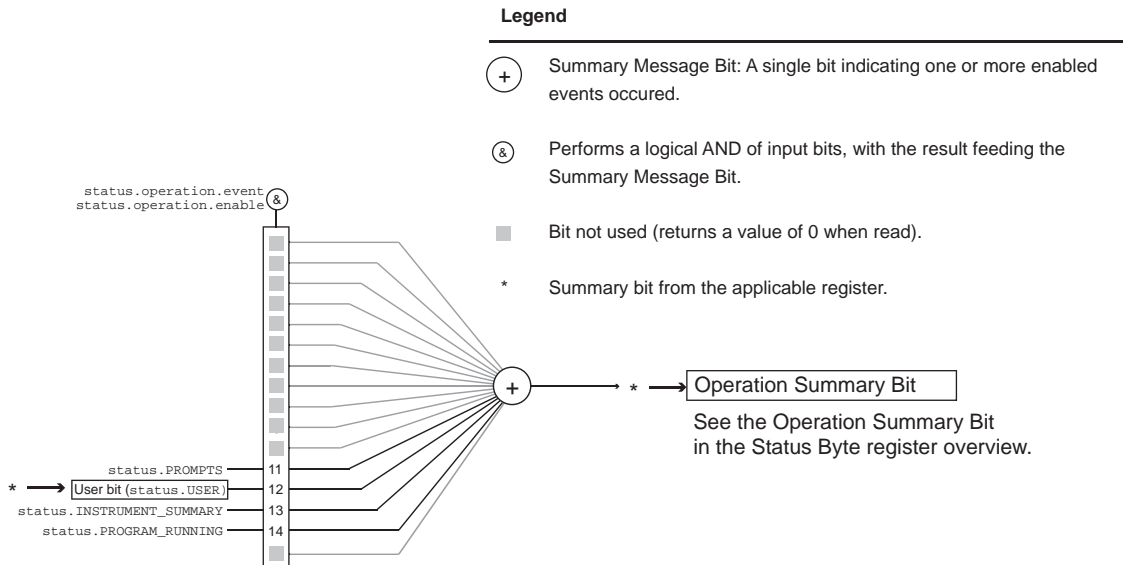 Legend
+
Summary Message Bit: A single bit indicating one or more enabled
events occured.
&
Performs a logical AND of input bits, with the result feeding the
Summary Message Bit.
Bit not used (returns a value of 0 when read).
*
Summary bit from the applicable register.
status.operation.event
status.operation.enable
&
+
*
Operation Summary Bit
See the Operation Summary Bit
in the Status Byte register overview.
status.PROMPTS 11
* User bit (status.USER) 12
status.INSTRUMENT_SUMMARY 13
status.PROGRAM_RUNNING 14